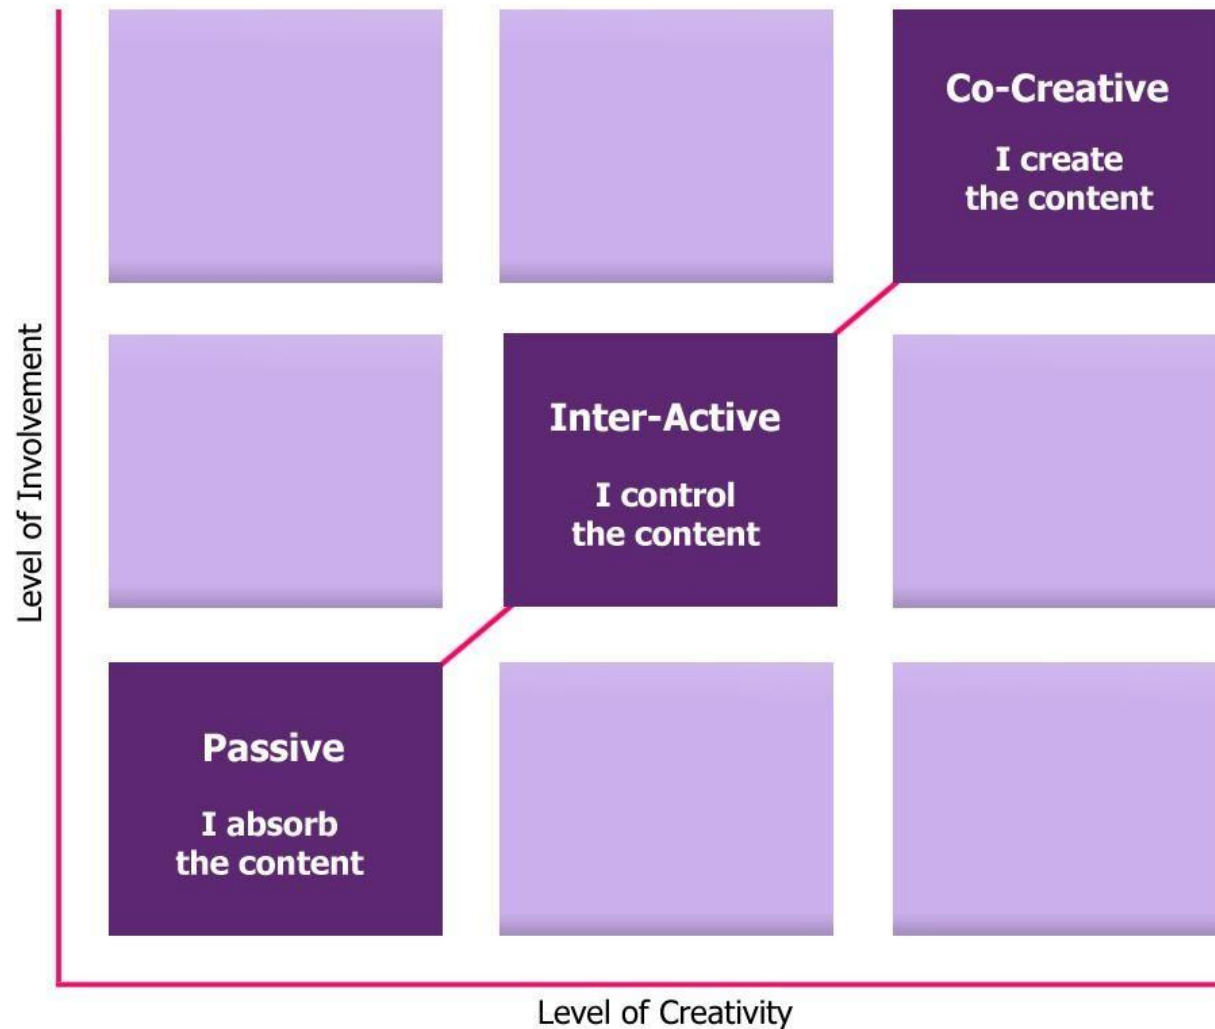 Co-Creative
I create
the content
Inter-Active
I control
the content
Passive
I absorb
the content
Level of Involvement
Level of Creativity